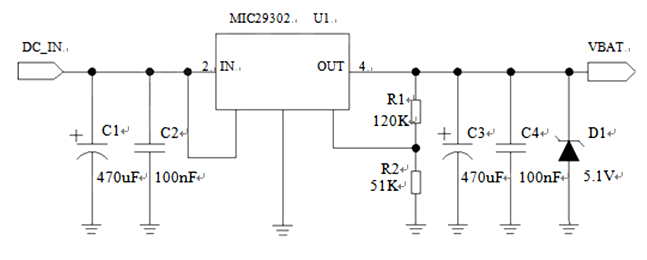 MIC29302 U1
DC_IN
VBAT
2 IN
OUT 4
R1
120K
+ C1
C2
R2
51K
+ C3
C4
D1
470uF
100nF
470uF
100nF
5.1V